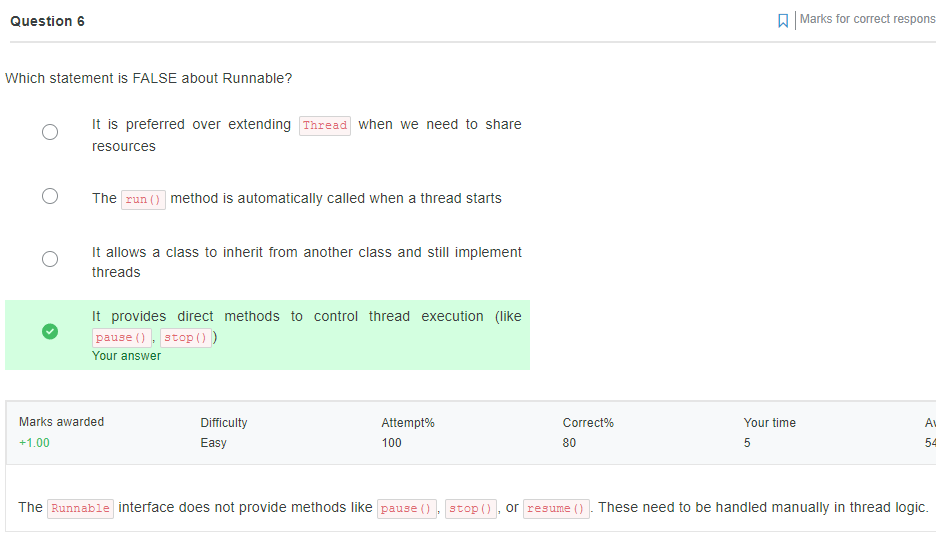 Question 6
Marks for correct respons
Which statement is FALSE about Runnable?
It is preferred over extending Thread when we need to share
resources
The run() method is automatically called when a thread starts
It allows a class to inherit from another class and still implement
threads
It provides direct methods to control thread execution (like
pause(), stop())
Your answer
Marks awarded Difficulty Attempt% Correct% Your time Av
+1.00 Easy 100 80 5 54
The Runnable interface does not provide methods like pause(), stop(), or resume(). These need to be handled manually in thread logic.